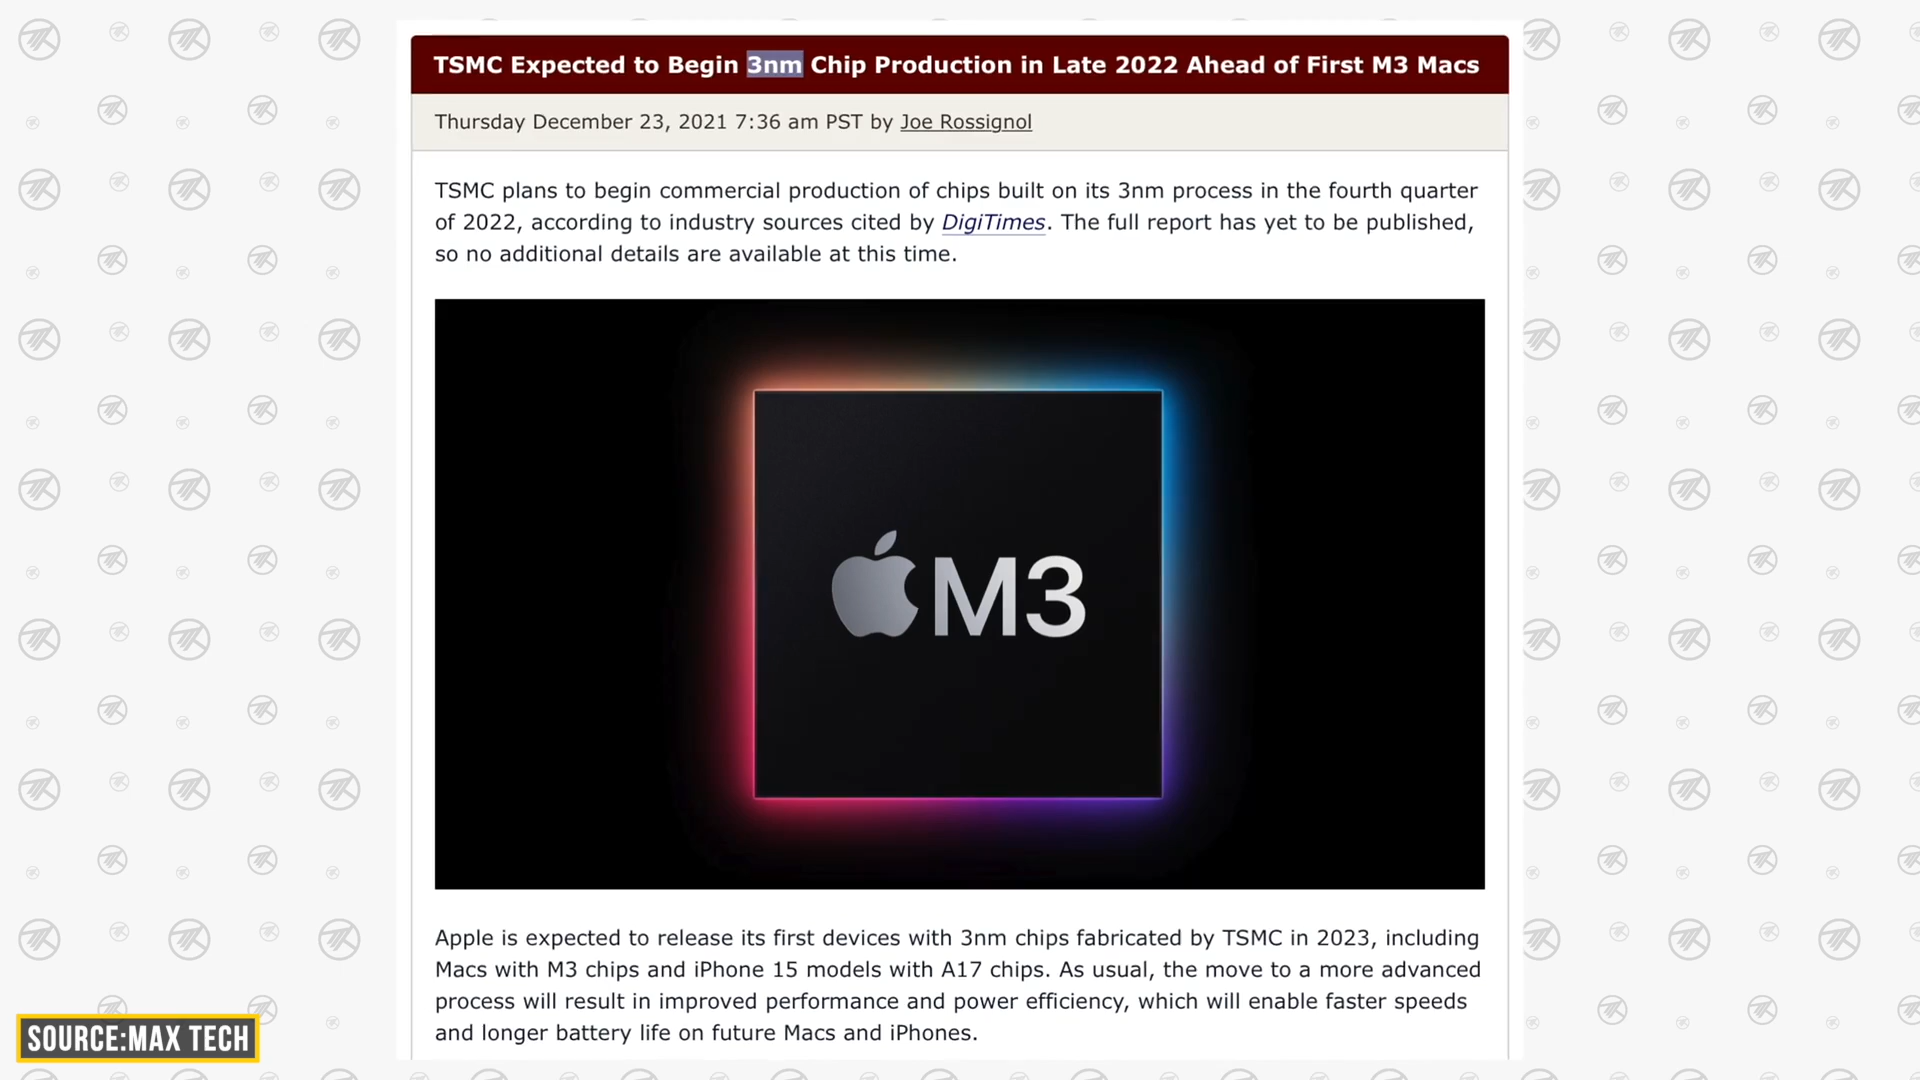 TSMC Expected to Begin 3nm Chip Production in Late 2022 Ahead of First M3 Macs
Thursday December 23, 2021 7:36 am PST by Joe Rossignol
TSMC plans to begin commercial production of chips built on its 3nm process in the fourth quarter
of 2022, according to industry sources cited by DigiTimes. The full report has yet to be published,
so no additional details are available at this time.
M3
Apple is expected to release its first devices with 3nm chips fabricated by TSMC in 2023, including
Macs with M3 chips and iPhone 15 models with A17 chips. As usual, the move to a more advanced
process will result in improved performance and power efficiency, which will enable faster speeds
and longer battery life on future Macs and iPhones.
SOURCE:MAX TECH